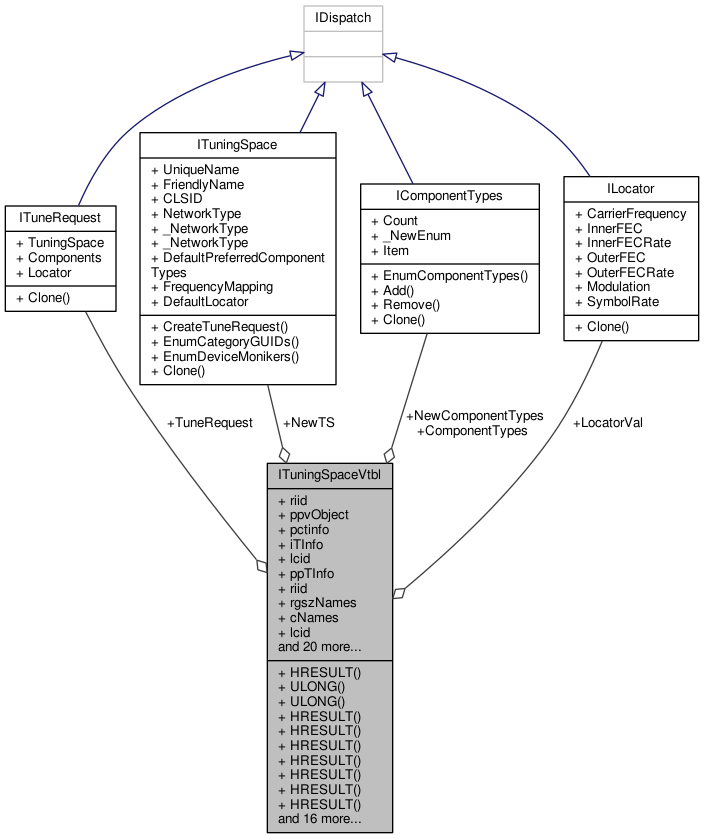 IDispatch
ITuneRequest
+ TuningSpace
+ Components
+ Locator
+ Clone()
ITuningSpace
+ UniqueName
+ FriendlyName
+ CLSID
+ NetworkType
+ _NetworkType
+ _NetworkType
+ DefaultPreferredComponent
Types
+ FrequencyMapping
+ DefaultLocator
+ CreateTuneRequest()
+ EnumCategoryGUIDs()
+ EnumDeviceMonikers()
+ Clone()
IComponentTypes
+ Count
+ _NewEnum
+ Item
+ EnumComponentTypes()
+ Add()
+ Remove()
+ Clone()
ILocator
+ CarrierFrequency
+ InnerFEC
+ InnerFECRate
+ OuterFEC
+ OuterFECRate
+ Modulation
+ SymbolRate
+ Clone()
+TuneRequest
+NewTS
+NewComponentTypes
+ComponentTypes
+LocatorVal
ITuningSpaceVtbl
+ riid
+ ppvObject
+ pctinfo
+ iTInfo
+ lcid
+ ppTInfo
+ riid
+ rgszNames
+ cNames
+ lcid
and 20 more...
+ HRESULT()
+ ULONG()
+ ULONG()
+ HRESULT()
+ HRESULT()
+ HRESULT()
+ HRESULT()
+ HRESULT()
+ HRESULT()
+ HRESULT()
and 16 more...